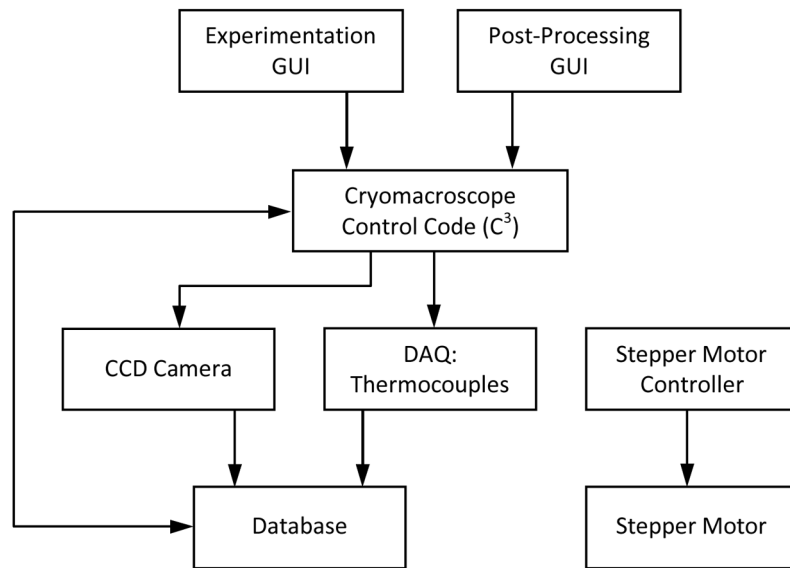 Experimentation
GUI
Post-Processing
GUI
Cryomacroscope
Control Code (C³)
CCD Camera
DAQ:
Thermocouples
Stepper Motor
Controller
Database
Stepper Motor